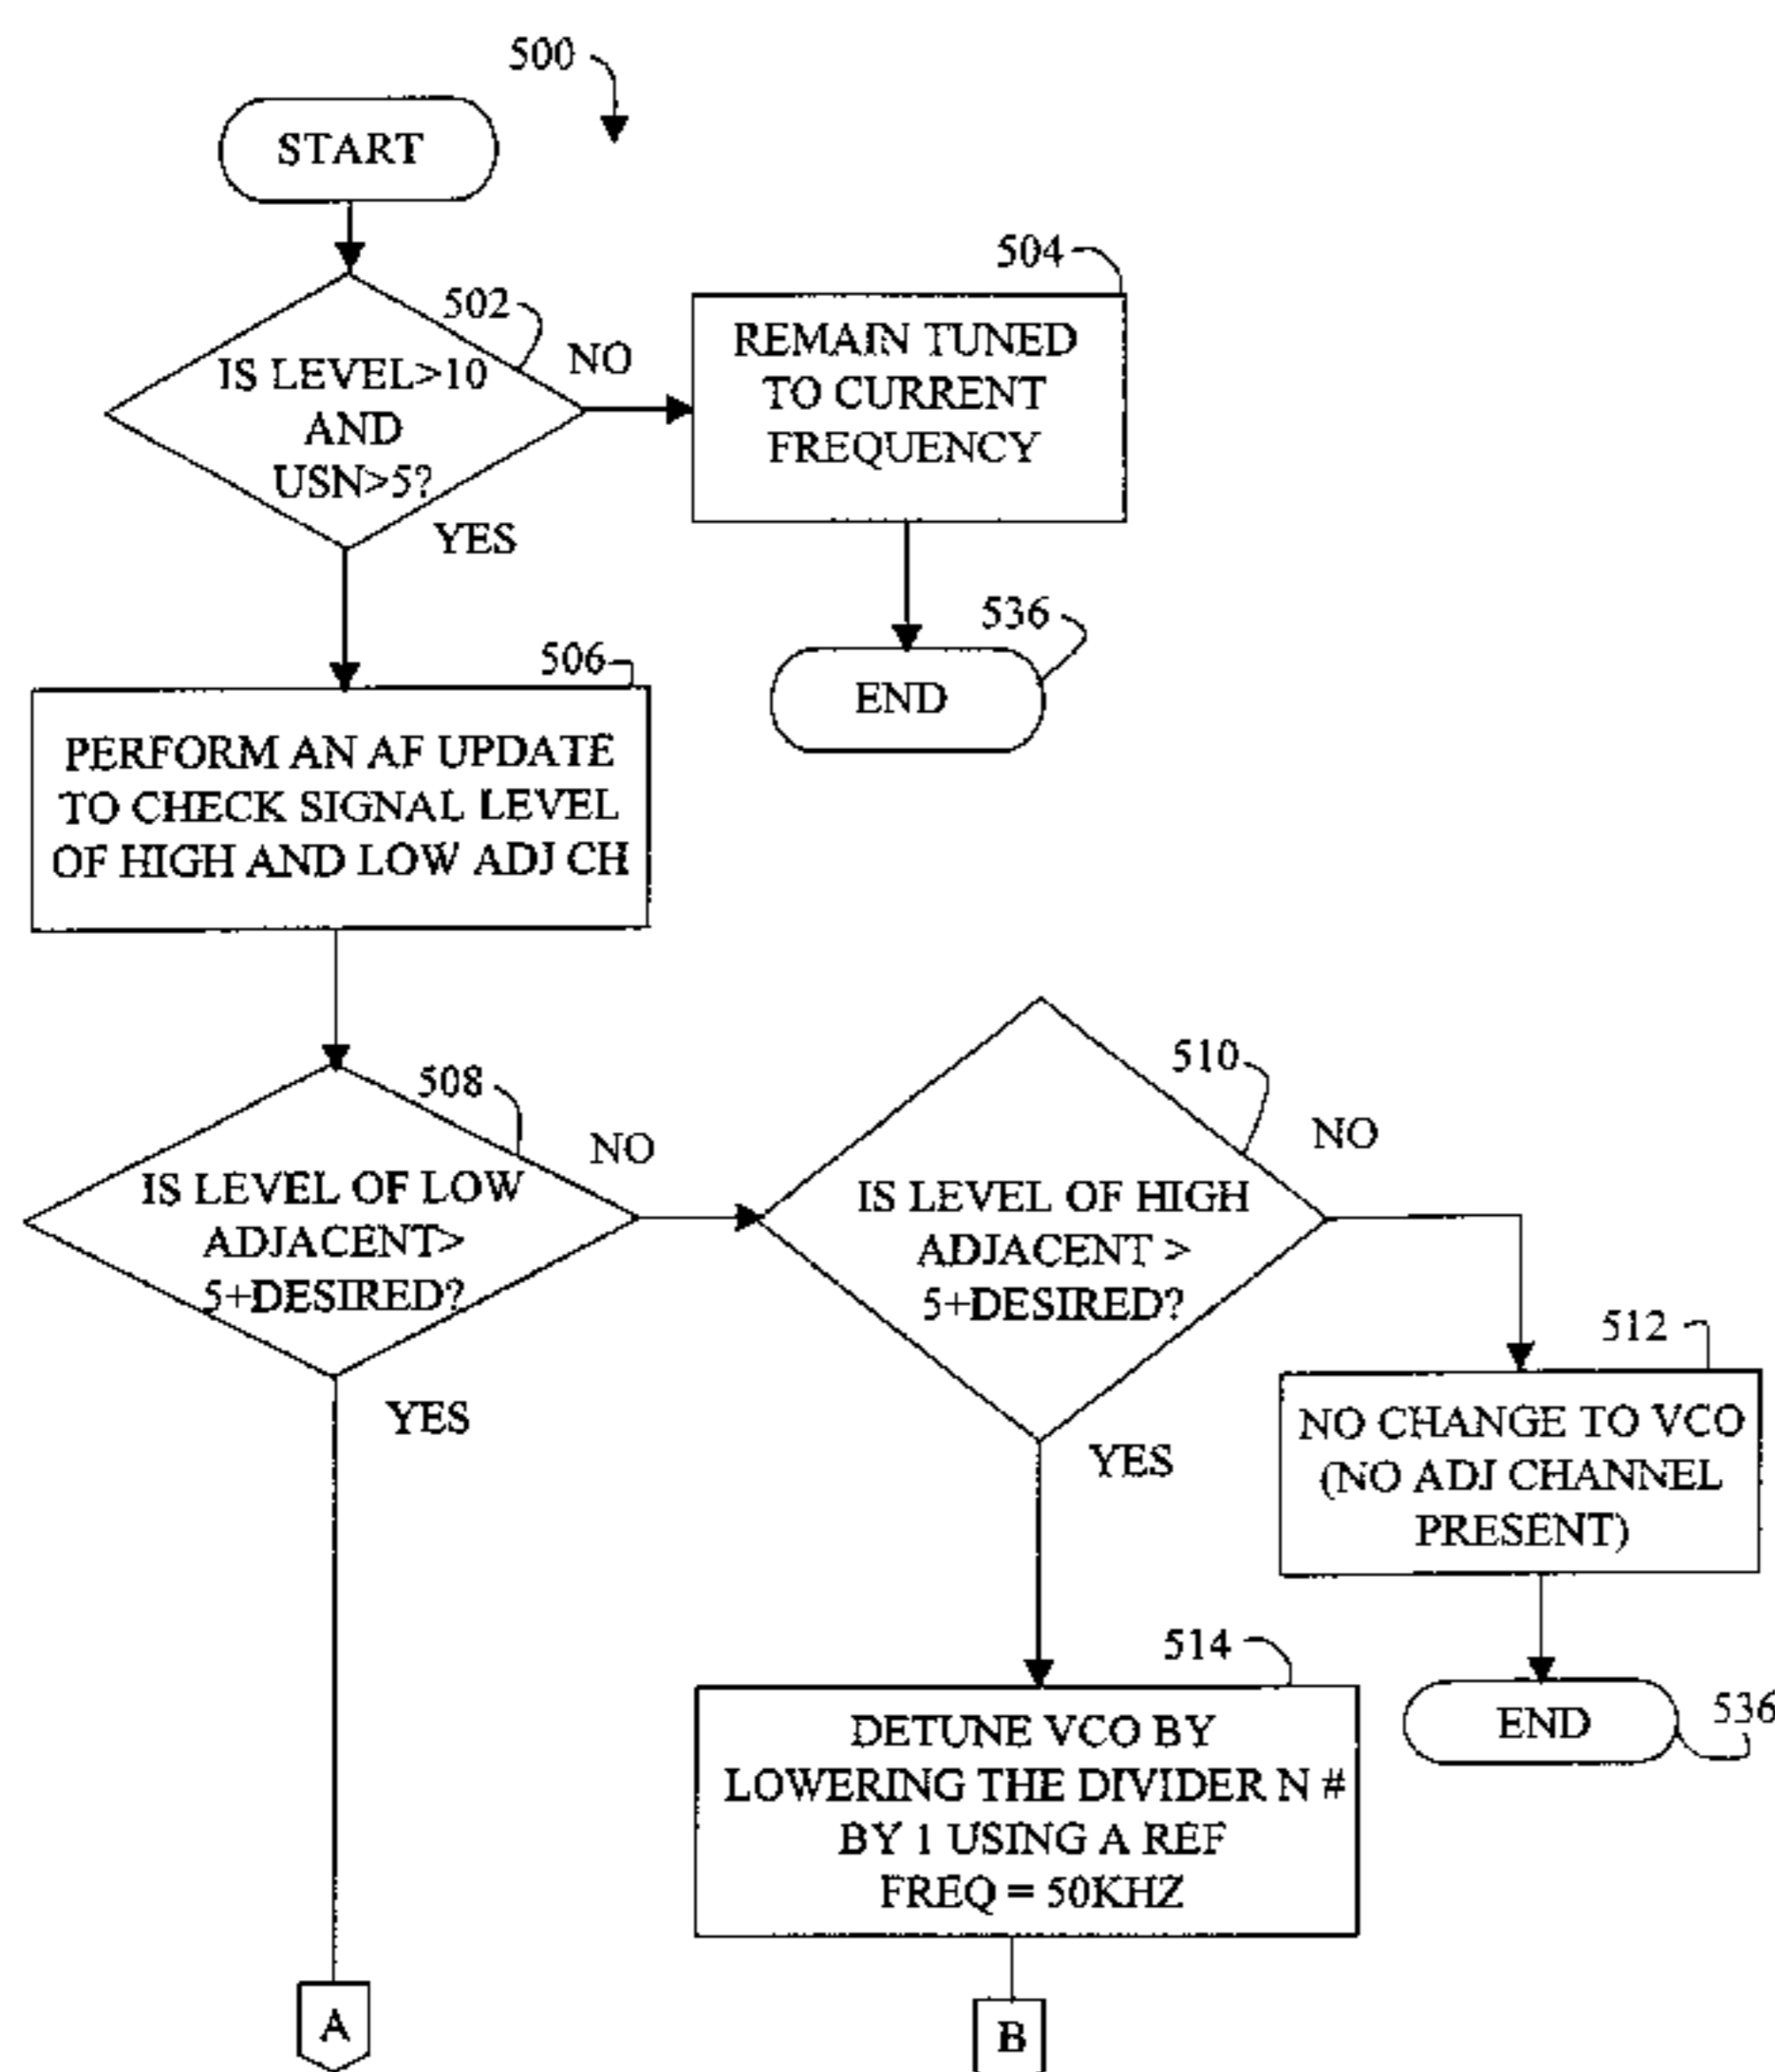 500
START
502
IS LEVEL>10
AND
USN>5?
NO
YES
504
REMAIN TUNED
TO CURRENT
FREQUENCY
536
END
506
PERFORM AN AF UPDATE
TO CHECK SIGNAL LEVEL
OF HIGH AND LOW ADJ CH
508
IS LEVEL OF LOW
ADJACENT>
5+DESIRED?
NO
YES
510
IS LEVEL OF HIGH
ADJACENT >
5+DESIRED?
NO
YES
512
NO CHANGE TO VCO
(NO ADJ CHANNEL
PRESENT)
514
DETUNE VCO BY
LOWERING THE DIVIDER N #
BY 1 USING A REF
FREQ = 50KHZ
END
536
A
B